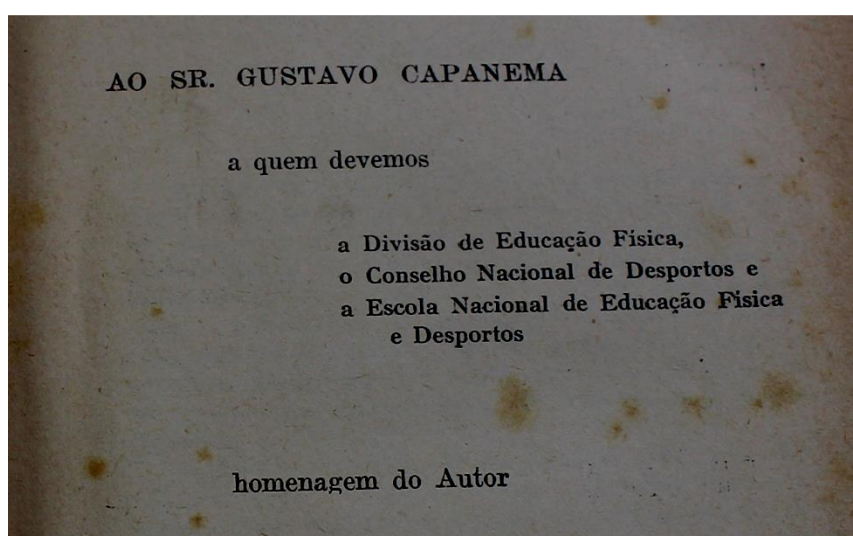 AO SR. GUSTAVO CAPANEMA
a quem devemos
a Divisão de Educação Física,
o Conselho Nacional de Desportos e
a Escola Nacional de Educação Física
e Desportos
homenagem do Autor